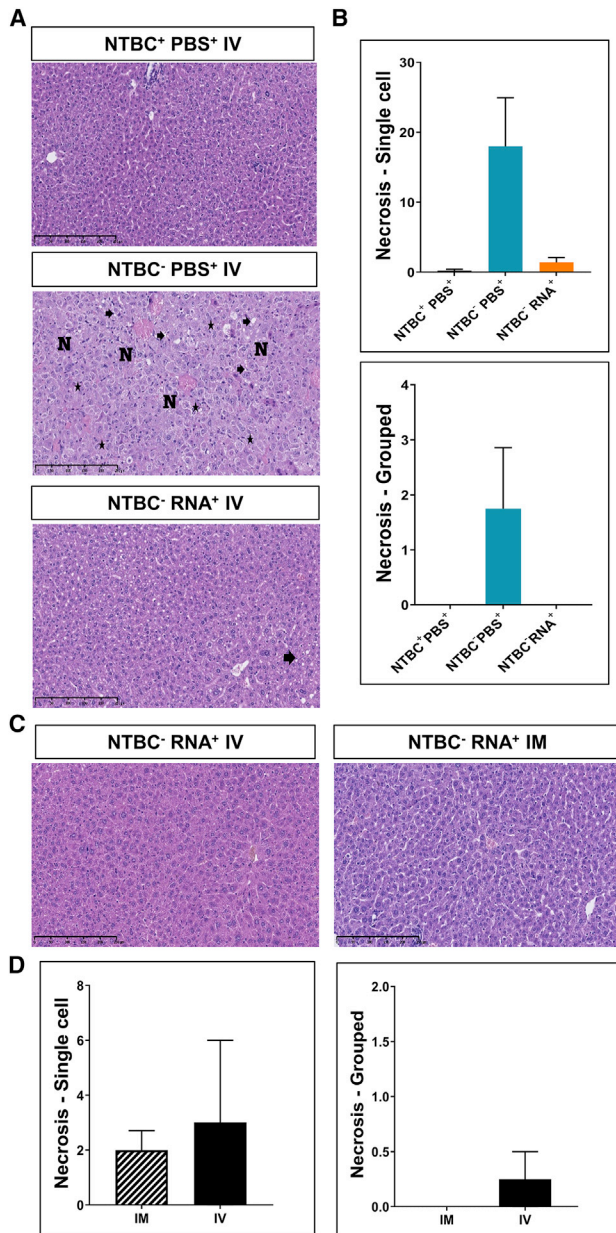 A
NTBC+ PBS+ IV
NTBC- PBS+ IV
N
N
N
N
NTBC- RNA+ IV
B
Necrosis - Single cell
30
20
10
0
NTBC+ PBS+
NTBC- PBS+
NTBC- RNA+
Necrosis - Grouped
4
3
2
1
0
NTBC+ PBS+
NTBC- PBS+
NTBC- RNA+
C
NTBC- RNA+ IV
NTBC- RNA+ IM
D
Necrosis - Single cell
8
6
4
2
0
IM
IV
Necrosis - Grouped
2.0
1.5
1.0
0.5
0.0
IM
IV